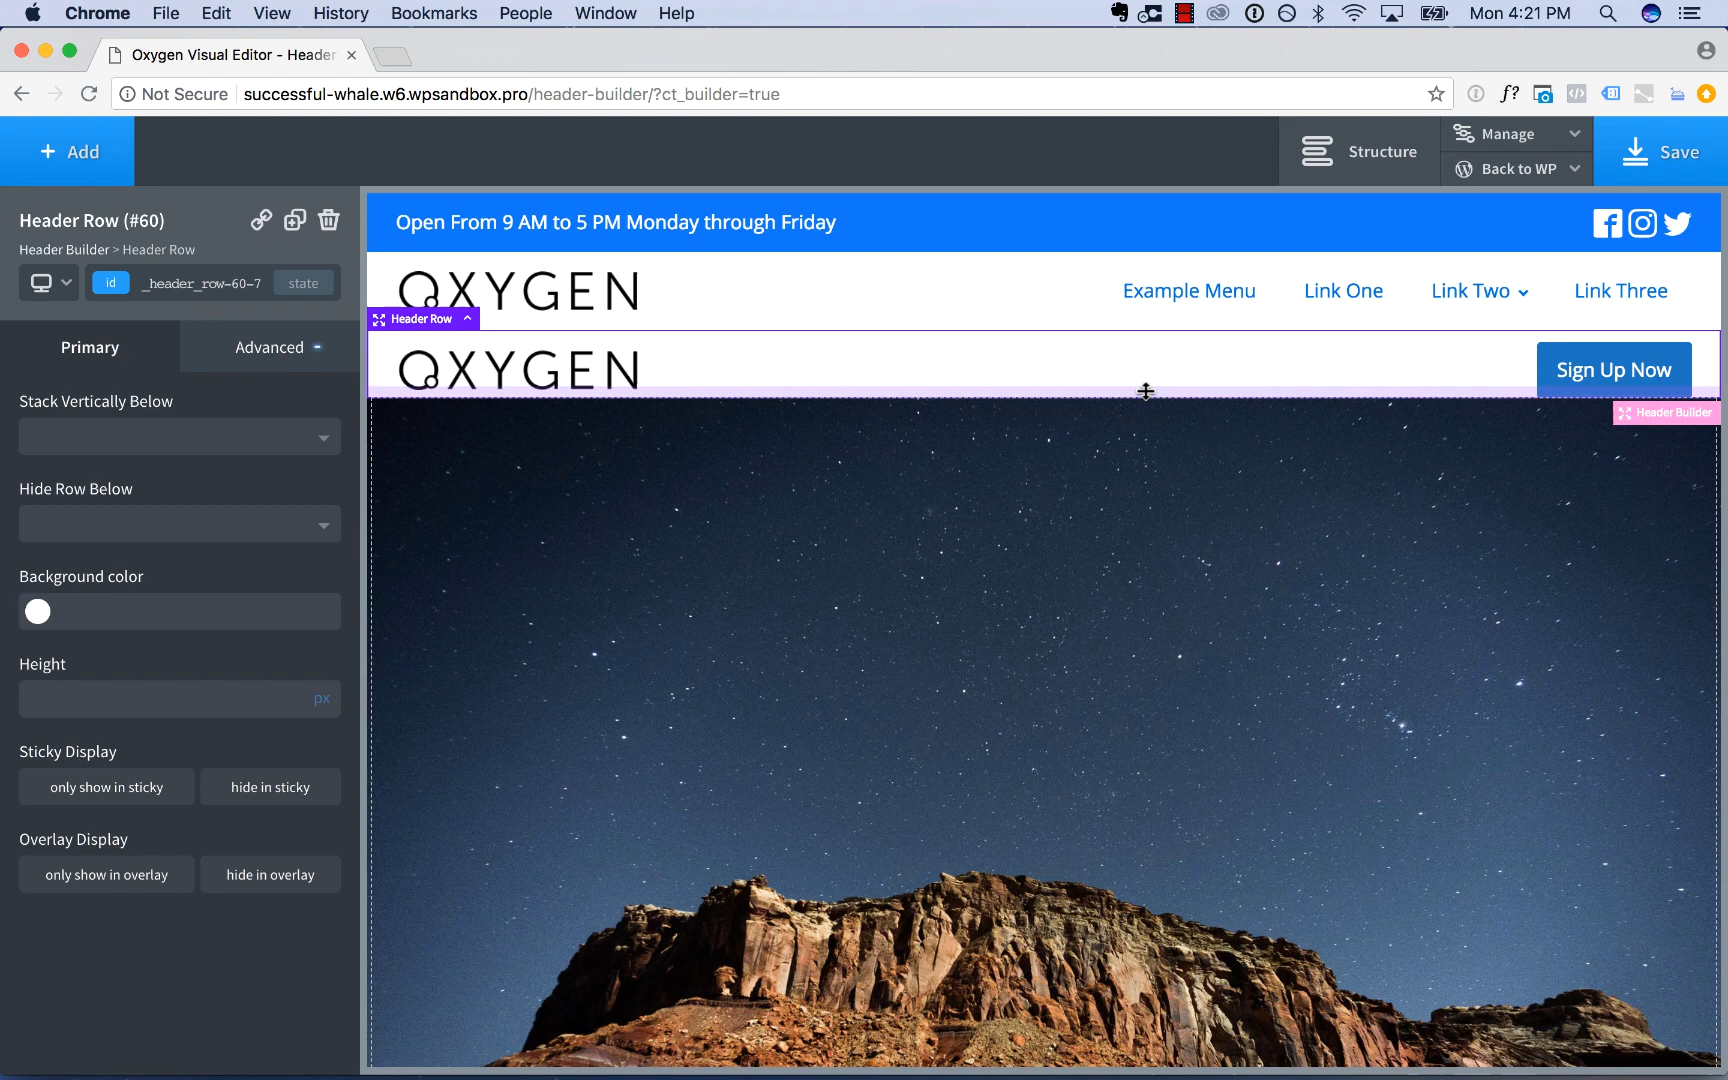 Chrome File Edit View History Bookmarks People Window Help Mon 4:21 PM
Oxygen Visual Editor - Header
Not Secure successful-whale.w6.wpsandbox.pro/header-builder/?ct_builder=true
+ Add
Structure
Manage
Back to WP
Save
Header Row (#60)
Header Builder > Header Row
id _header_row-60-7 state
Primary Advanced
Stack Vertically Below
Hide Row Below
Background color
Height
px
Sticky Display
only show in sticky hide in sticky
Overlay Display
only show in overlay hide in overlay
Open From 9 AM to 5 PM Monday through Friday
OXYGEN Example Menu Link One Link Two Link Three
Header Row
OXYGEN Sign Up Now
Header Builder